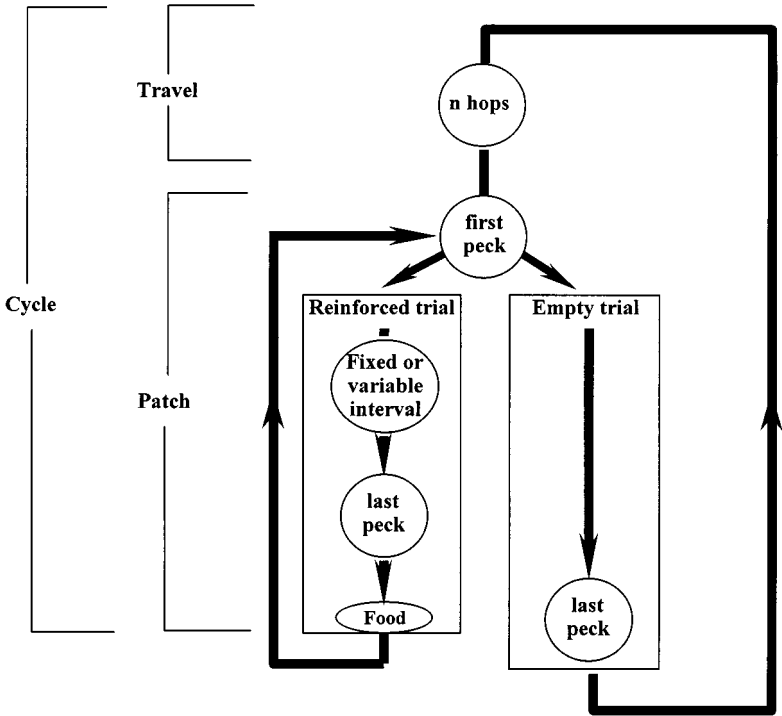 Travel
n hops
first
peck
Cycle
Reinforced trial
Empty trial
Fixed or
variable
interval
Patch
last
peck
Food
last
peck